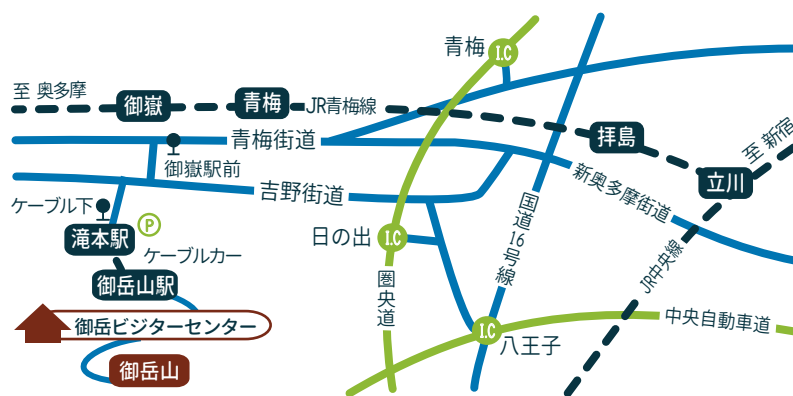 青梅
I.C
至 奥多摩
御嶽
青梅
JR青梅線
拝島
至 新宿
青梅街道
御嶽駅前
立川
新奥多摩街道
吉野街道
国道16号線
ケーブル下
P
滝本駅
日の出
I.C
ケーブルカー
JR中央線
御岳山駅
圏央道
御岳ビジターセンター
I.C
八王子
中央自動車道
御岳山